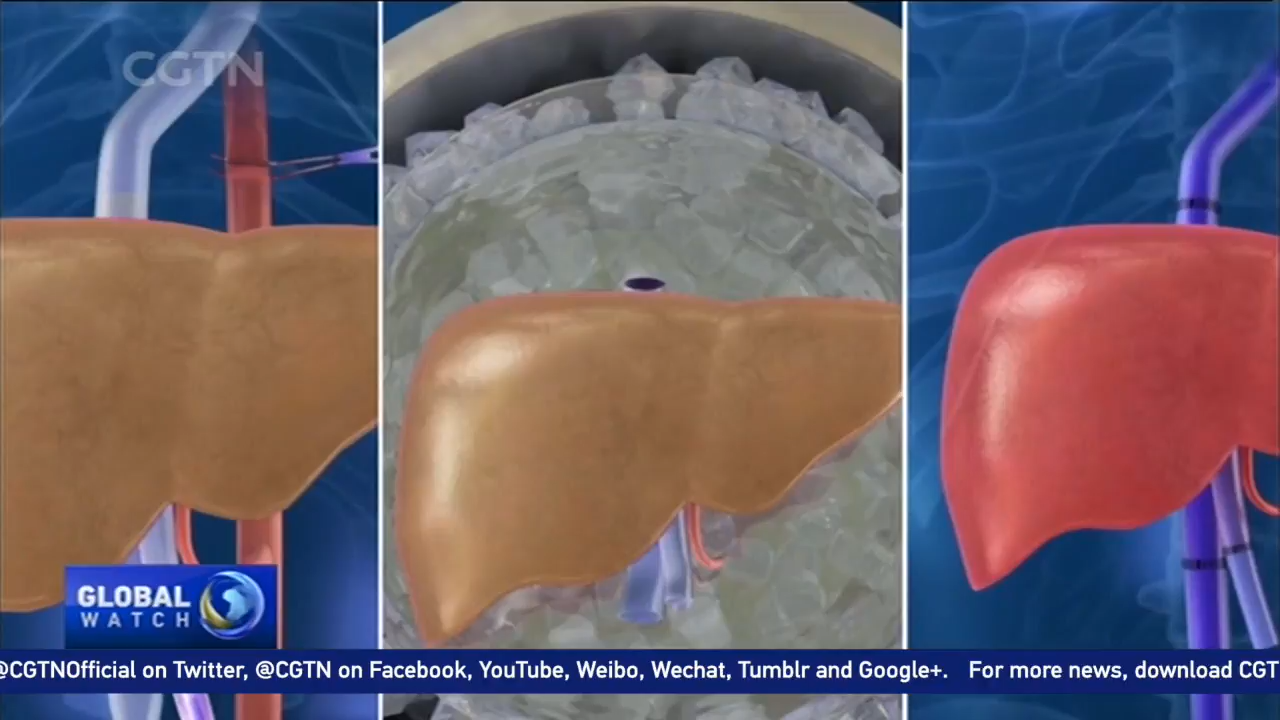 CGTN
GLOBAL
WATCH
@CGTNOfficial on Twitter, @CGTN on Facebook, YouTube, Weibo, Wechat, Tumblr and Google+. For more news, download CGT